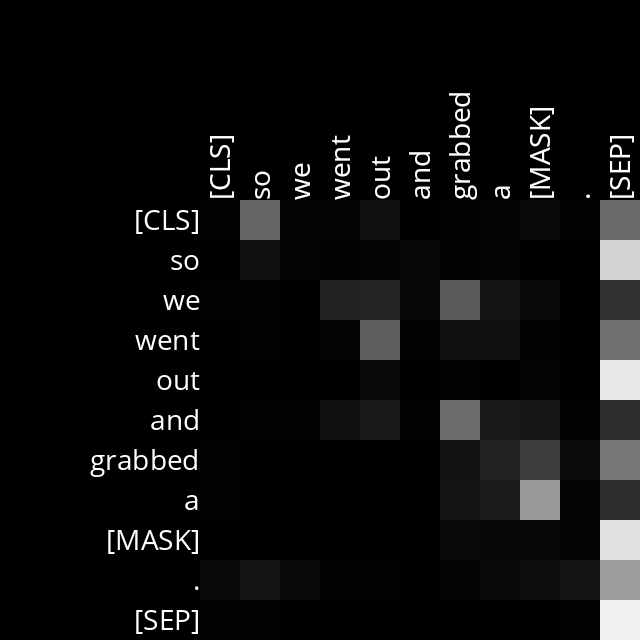 [CLS] so we went out and grabbed a [MASK] . [SEP]
[CLS]
so
we
went
out
and
grabbed
a
[MASK]
.
[SEP]